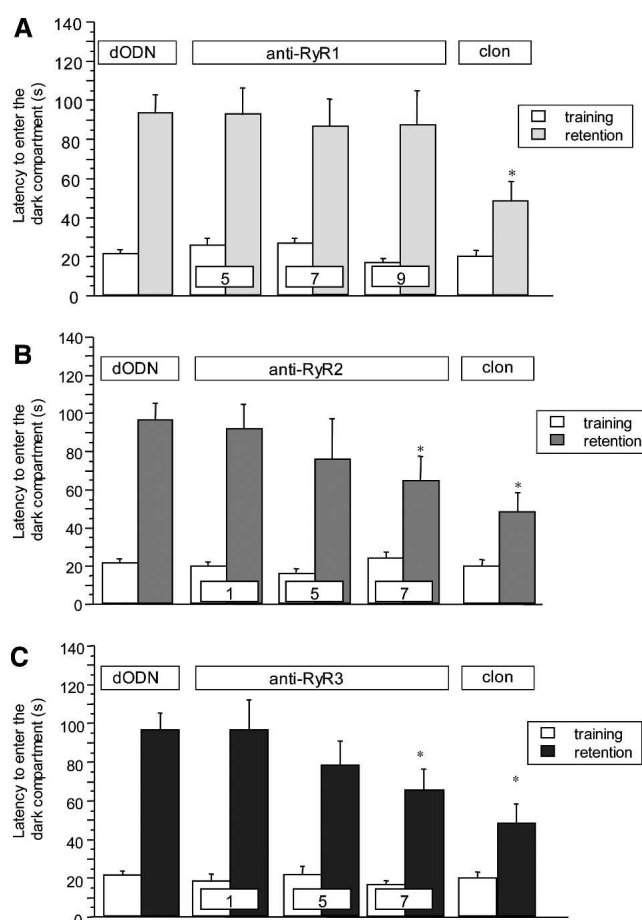 A
140
120
100
80
60
40
20
0
Latency to enter the
dark compartment (s)
dODN
anti-RyR1
clon
training
retention
*
5
7
9
B
140
120
100
80
60
40
20
0
Latency to enter the
dark compartment (s)
dODN
anti-RyR2
clon
training
retention
*
*
1
5
7
C
140
120
100
80
60
40
20
0
Latency to enter the
dark compartment (s)
dODN
anti-RyR3
clon
training
retention
*
*
1
5
7